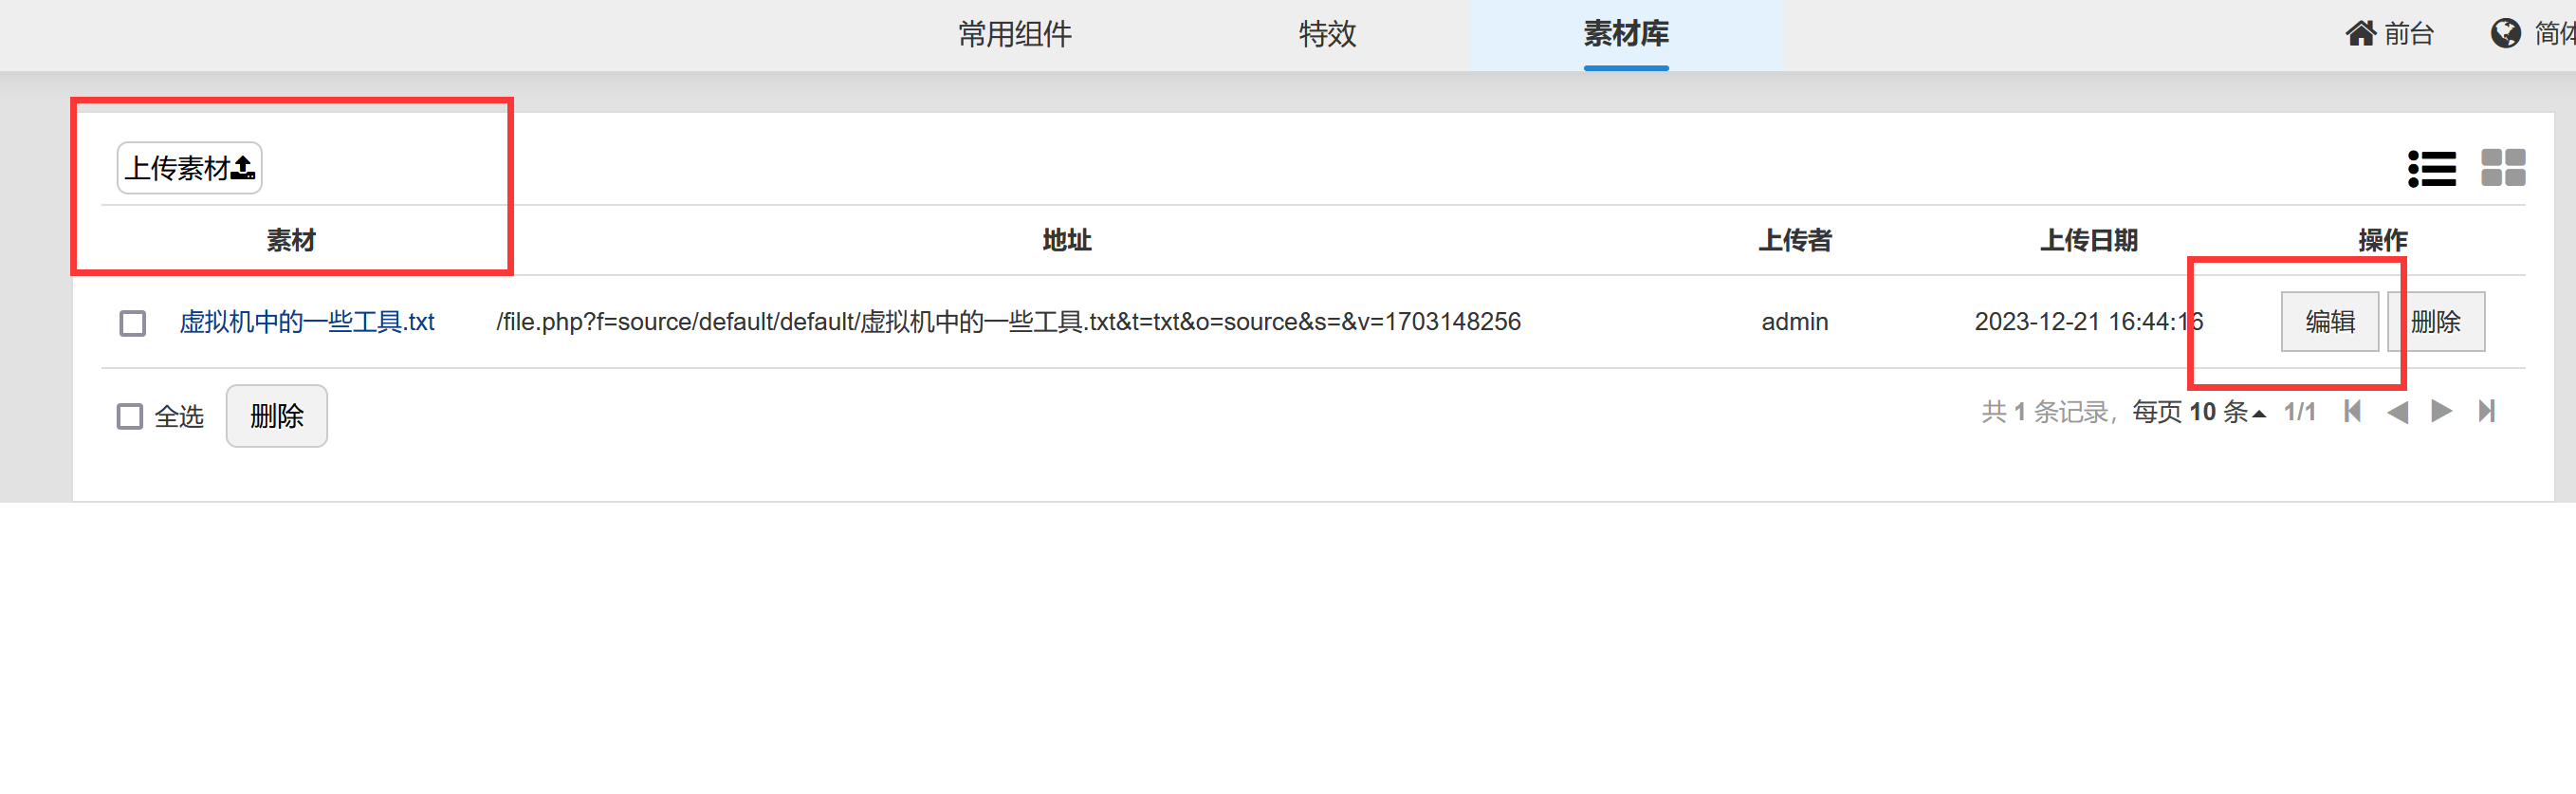 常用组件 特效 素材库 前台 简体
上传素材
素材 地址 上传者 上传日期 操作
虚拟机中的一些工具.txt /file.php?f=source/default/default/虚拟机中的一些工具.txt&t=txt&o=source&s=&v=1703148256 admin 2023-12-21 16:44:16 编辑 删除
全选 删除 共 1 条记录, 每页 10 条 1/1